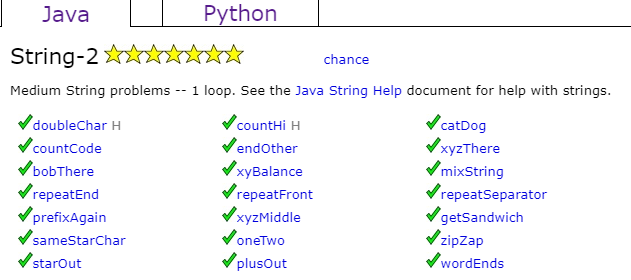 Java Python
String-2 chance
Medium String problems -- 1 loop. See the Java String Help document for help with strings.
doubleChar H countHi H catDog
countCode endOther xyzThere
bobThere xyBalance mixString
repeatEnd repeatFront repeatSeparator
prefixAgain xyzMiddle getSandwich
sameStarChar oneTwo zipZap
starOut plusOut wordEnds